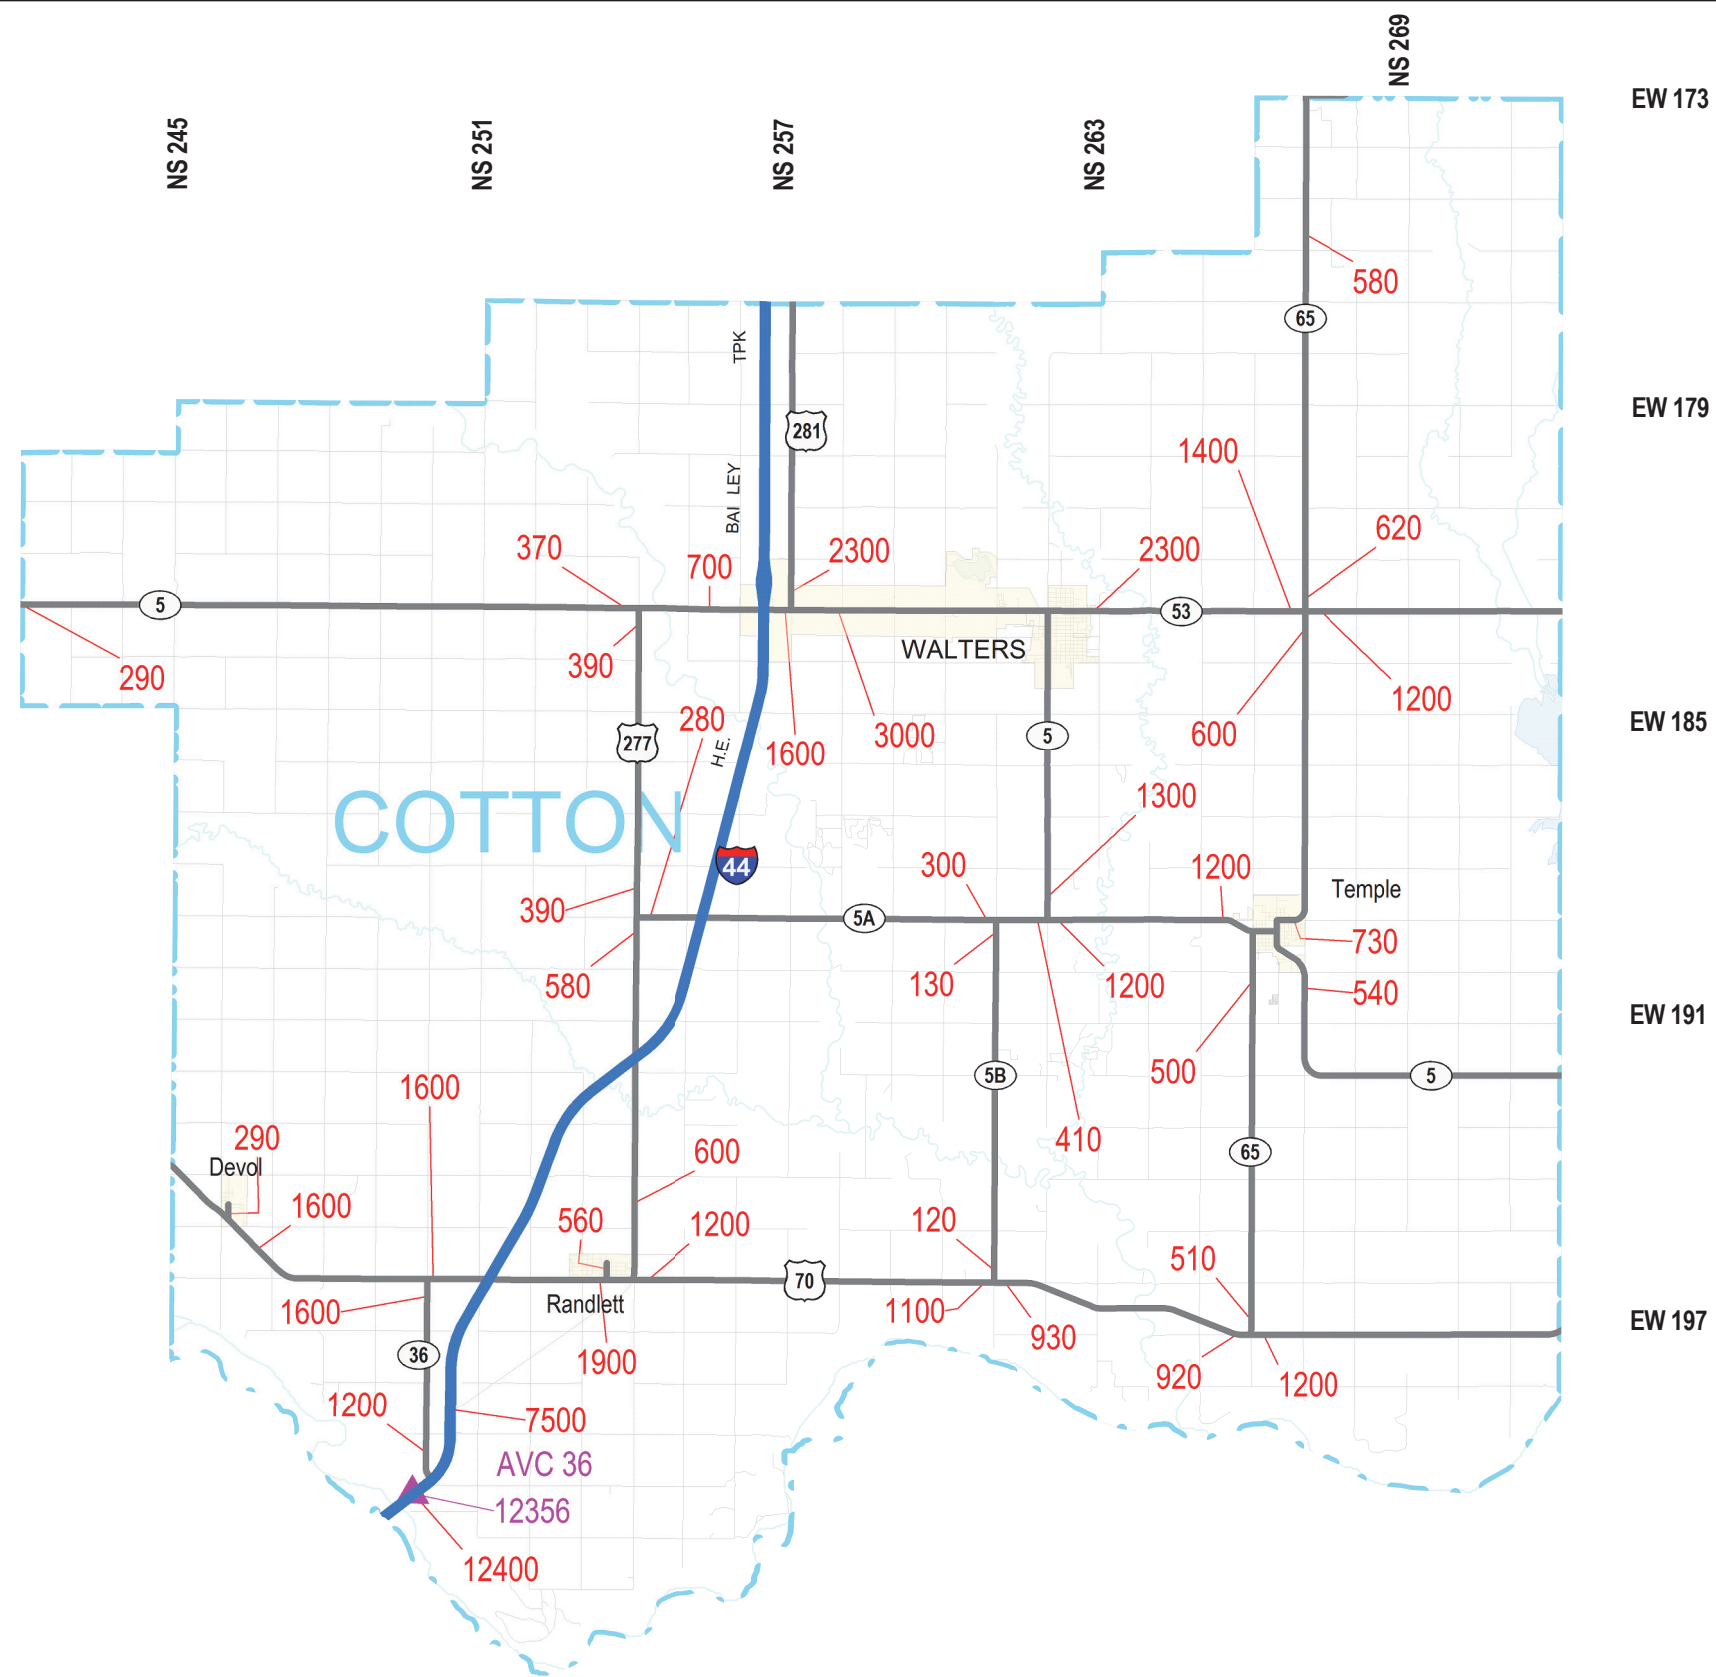 NS 269
EW 173
NS 245
NS 251
NS 257
NS 263
580
65
TPK
EW 179
281
1400
BAI LEY
620
370
700
2300
2300
5
53
290
390
WALTERS
600
1200
EW 185
280
277
H.E.
1600
3000
5
1300
COTTON
44
300
1200
Temple
390
5A
730
580
130
1200
540
EW 191
500
5B
5
1600
410
290
Devol
600
65
1600
560
1200
120
510
70
1600
Randlett
1100
930
EW 197
36
1900
920
1200
1200
7500
AVC 36
12356
12400